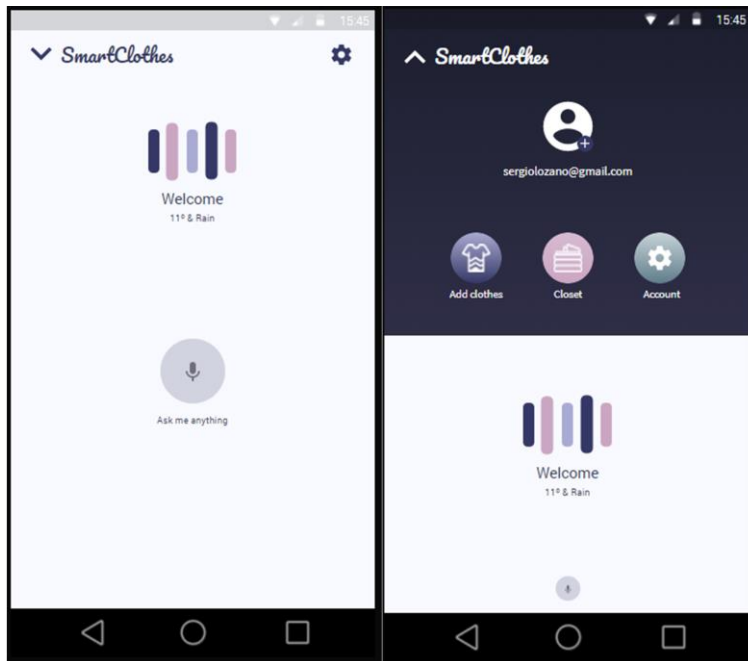 15:45
SmartClothes
Welcome
11º & Rain
Ask me anything
15:45
SmartClothes
sergiolozano@gmail.com
Add clothes
Closet
Account
Welcome
11º & Rain